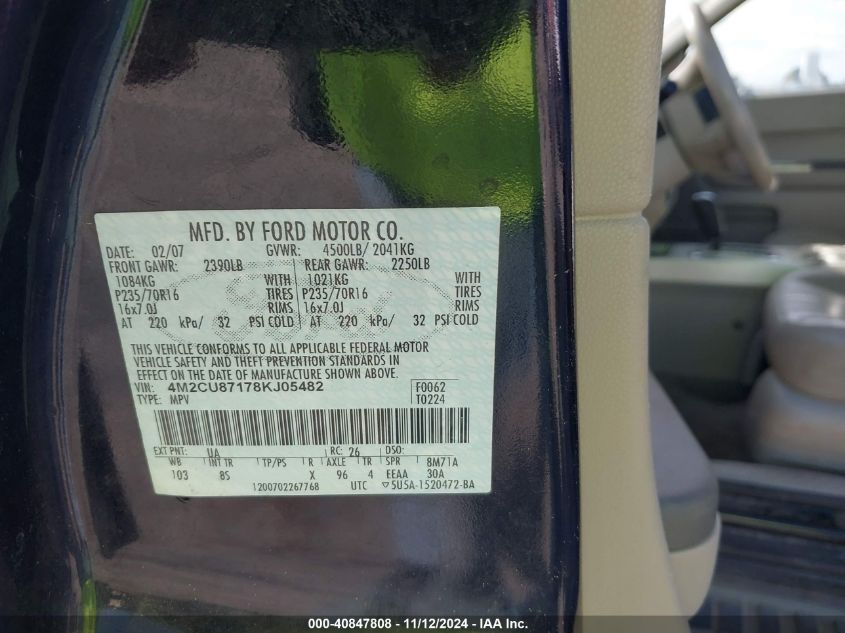 MFD. BY FORD MOTOR CO.
DATE: 02/07 GVWR: 4500LB/ 2041KG
FRONT GAWR: 2390LB REAR GAWR: 2250LB
1084KG WITH 1021KG WITH
P235/70R16 TIRES P235/70R16 TIRES
16x7.0J RIMS 16x7.0J RIMS
AT 220 kPa/ 32 PSI COLD AT 220 kPa/ 32 PSI COLD
THIS VEHICLE CONFORMS TO ALL APPLICABLE FEDERAL MOTOR
VEHICLE SAFETY AND THEFT PREVENTION STANDARDS IN
EFFECT ON THE DATE OF MANUFACTURE SHOWN ABOVE.
VIN: 4M2CU87178KJ05482 F0062
TYPE: MPV T0224
EXT PNT: UA RC: 26 DSO:
WB INT TR TP/PS R AXLE TR SPR 8M71A
103 8S X 96 4 EEAA 30A
1200702267768 UTC ▽5U5A-1520472-BA
000-40847808 - 11/12/2024 - IAA Inc.